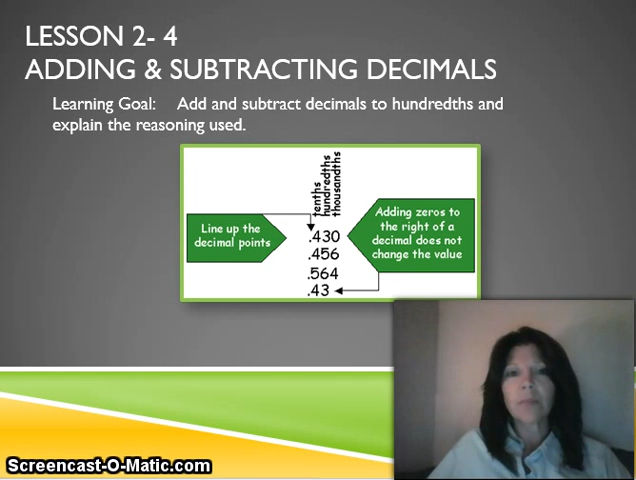 LESSON 2- 4
ADDING & SUBTRACTING DECIMALS
Learning Goal: Add and subtract decimals to hundredths and
explain the reasoning used.
tenths
hundredths
thousandths
Line up the
decimal points
.430
.456
.564
.43
Adding zeros to
the right of a
decimal does not
change the value
Screencast-O-Matic.com